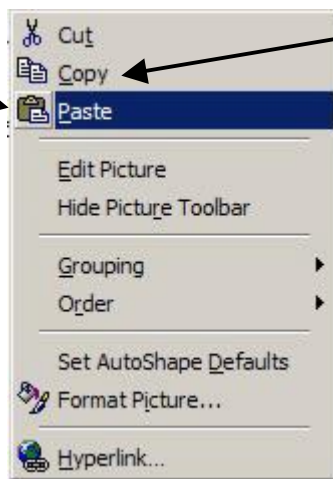 Cut
Copy
Paste
Edit Picture
Hide Picture Toolbar
Grouping
Order
Set AutoShape Defaults
Format Picture...
Hyperlink...